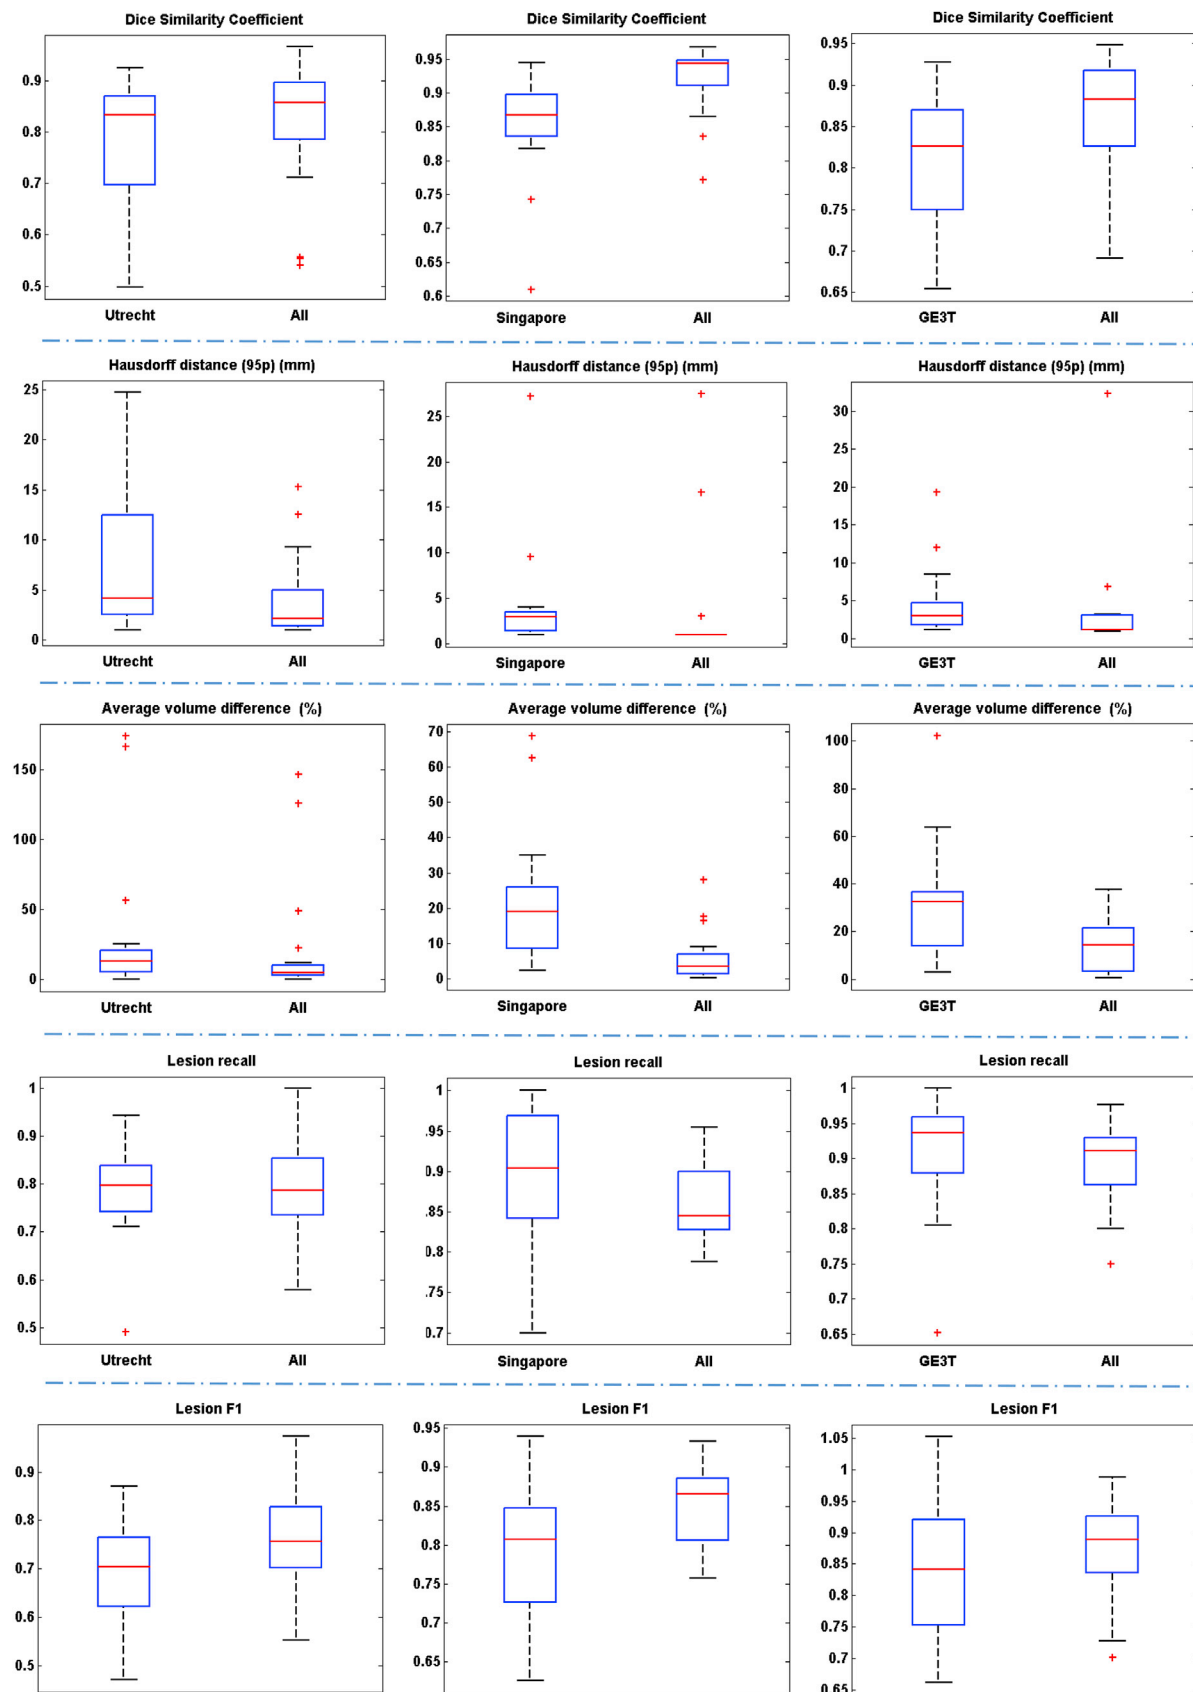 Dice Similarity Coefficient
0.9
0.8
0.7
0.6
0.5
Utrecht
All
Dice Similarity Coefficient
0.95
0.9
0.85
0.8
0.75
0.7
0.65
0.6
Singapore
All
Dice Similarity Coefficient
0.95
0.9
0.85
0.8
0.75
0.7
0.65
GE3T
All
Hausdorff distance (95p) (mm)
25
20
15
10
5
0
Utrecht
All
Hausdorff distance (95p) (mm)
25
20
15
10
5
0
Singapore
All
Hausdorff distance (95p) (mm)
30
25
20
15
10
5
0
GE3T
All
Average volume difference (%)
150
100
50
0
Utrecht
All
Average volume difference (%)
70
60
50
40
30
20
10
0
Singapore
All
Average volume difference (%)
100
80
60
40
20
0
GE3T
All
Lesion recall
1
0.9
0.8
0.7
0.6
0.5
Utrecht
All
Lesion recall
1
.95
0.9
0.85
0.8
.75
0.7
Singapore
All
Lesion recall
1
0.95
0.9
0.85
0.8
0.75
0.7
0.65
GE3T
All
Lesion F1
0.9
0.8
0.7
0.6
0.5
Lesion F1
0.95
0.9
0.85
0.8
0.75
0.7
0.65
Lesion F1
1.05
1
0.95
0.9
0.85
0.8
0.75
0.7
0.65